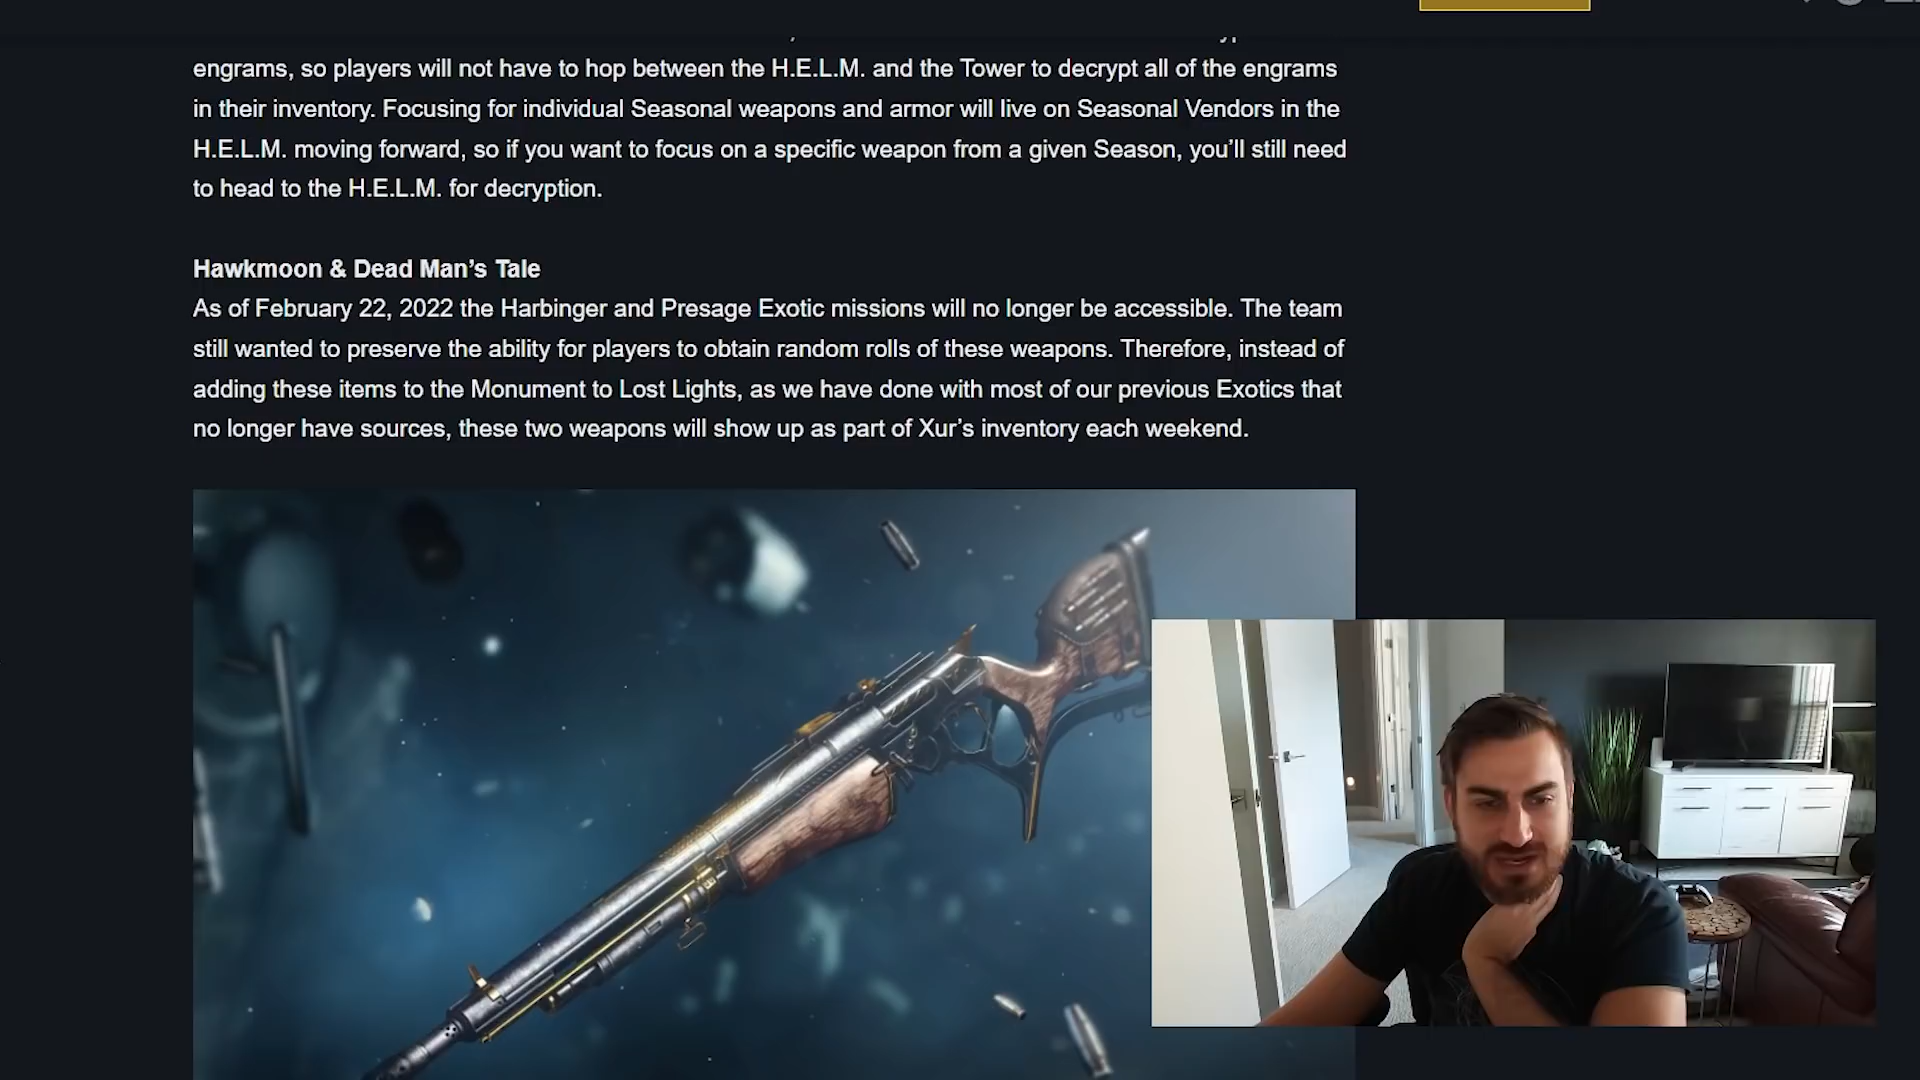 engrams, so players will not have to hop between the H.E.L.M. and the Tower to decrypt all of the engrams
in their inventory. Focusing for individual Seasonal weapons and armor will live on Seasonal Vendors in the
H.E.L.M. moving forward, so if you want to focus on a specific weapon from a given Season, you’ll still need
to head to the H.E.L.M. for decryption.
Hawkmoon & Dead Man’s Tale
As of February 22, 2022 the Harbinger and Presage Exotic missions will no longer be accessible. The team
still wanted to preserve the ability for players to obtain random rolls of these weapons. Therefore, instead of
adding these items to the Monument to Lost Lights, as we have done with most of our previous Exotics that
no longer have sources, these two weapons will show up as part of Xur’s inventory each weekend.